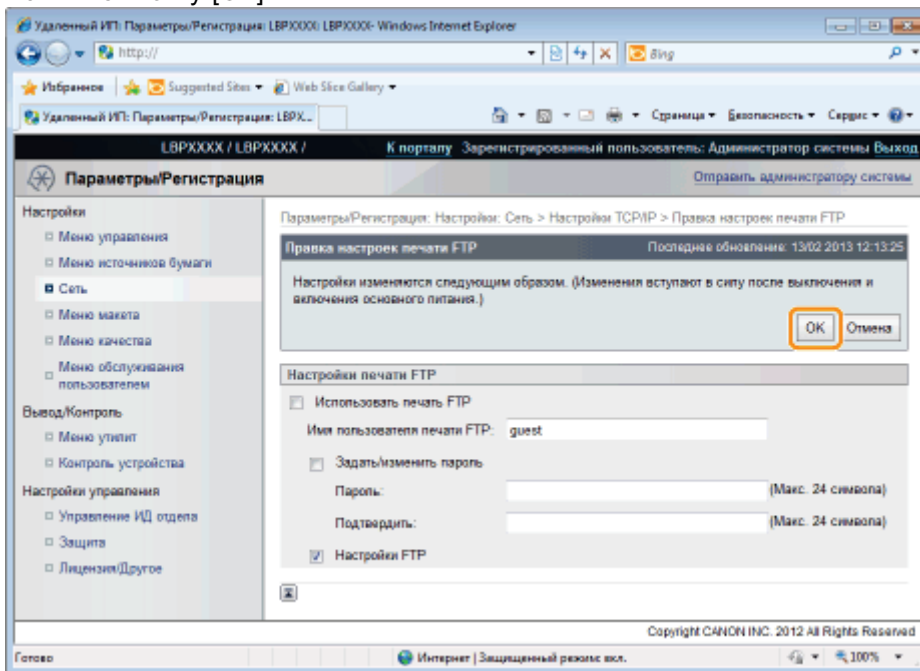 Удаленный ИП: Параметры/Регистрация: LBPXXXX: LBPXXXX- Windows Internet Explorer
http://
Bing
Избранное Suggested Sites Web Slice Gallery
Удаленный ИП: Параметры/Регистрация: LBPX... Страница Безопасность Сервис
LBPXXXX / LBPXXXX / К порталу Зарегистрированный пользователь: Администратор системы Выход
Параметры/Регистрация Отправить администратору системы
Настройки
Меню управления
Меню источников бумаги
Сеть
Меню макета
Меню качества
Меню обслуживания
пользователем
Вывод/Контроль
Меню утилит
Контроль устройства
Настройки управления
Управление ИД отдела
Защита
Лицензия/Другое
Параметры/Регистрация: Настройки: Сеть > Настройки TCP/IP > Правка настроек печати FTP
Правка настроек печати FTP Последнее обновление: 13/02 2013 12:13:25
Настройки изменяются следующим образом. (Изменения вступают в силу после выключения и
включения основного питания.)
OK Отмена
Настройки печати FTP
Использовать печать FTP
Имя пользователя печати FTP: guest
Задать/изменить пароль
Пароль: (Макс. 24 символа)
Подтвердить: (Макс. 24 символа)
Настройки FTP
Copyright CANON INC. 2012 All Rights Reserved
Готово Интернет | Защищенный режим: вкл. 100%